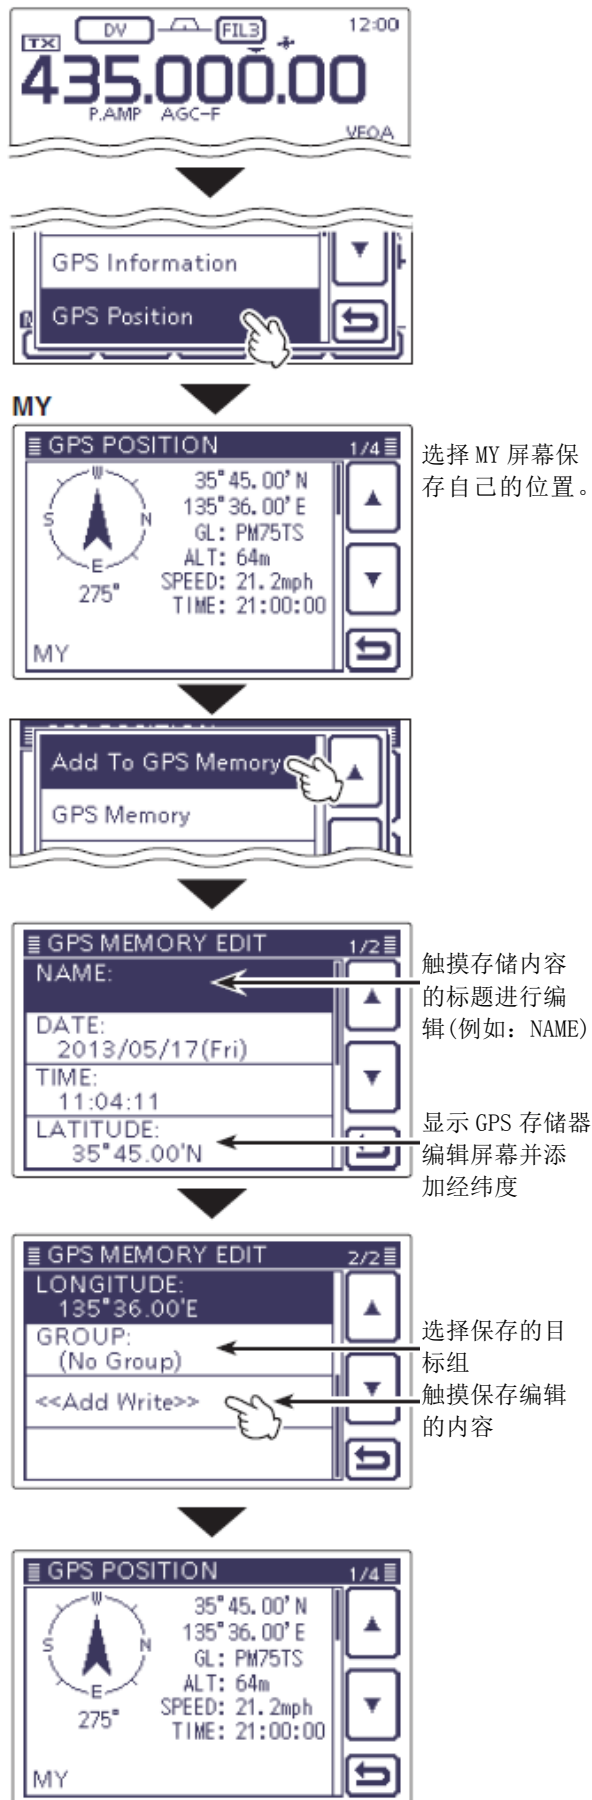 DV FIL3 12:00
TX
435.000.00
P.AMP AGC-F
VFOA
GPS Information
GPS Position
MY
GPS POSITION 1/4
35°45.00'N
135°36.00'E
GL: PM75TS
ALT: 64m
SPEED: 21.2mph
TIME: 21:00:00
W
S N
E
275°
MY
选择 MY 屏幕保
存自己的位置。
Add To GPS Memory
GPS Memory
GPS MEMORY EDIT 1/2
NAME:
DATE:
2013/05/17(Fri)
TIME:
11:04:11
LATITUDE:
35°45.00'N
触摸存储内容
的标题进行编
辑(例如: NAME)
显示 GPS 存储器
编辑屏幕并添
加经纬度
GPS MEMORY EDIT 2/2
LONGITUDE:
135°36.00'E
GROUP:
(No Group)
<<Add Write>>
选择保存的目
标组
触摸保存编辑
的内容
GPS POSITION 1/4
35°45.00'N
135°36.00'E
GL: PM75TS
ALT: 64m
SPEED: 21.2mph
TIME: 21:00:00
W
S N
E
275°
MY